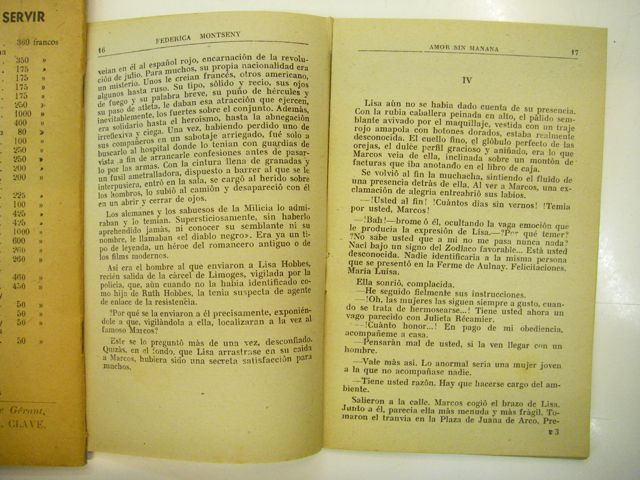 SERVIR
360 francos
350 »
175 »
175 »
175 »
250 »
1000 »
400 »
80 »
100 »
200 »
250 »
200 »
225 »
100 »
425 »
1000 »
600 »
200 »
100 »
460 »
450 »
50 »
50 »
50 »
Gérant,
CLAVE.
16 FEDERICA MONTSENY
veían en él al español rojo, encarnación de la revolu-
ción de julio. Para muchos, su propia nacionalidad era
un misterio. Unos le creían francés, otros americano,
algunos hasta ruso. Su tipo, sólido y recio, sus ojos
de fuego y su palabra breve, su puño de hércules y
su paso de atleta, le daban esa atracción que ejercen,
inevitablemente, los fuertes sobre el conjunto. Además,
era solidario hasta el heroísmo, hasta la abnegación
irreflexiva y ciega. Una vez, habiendo perdido uno de
sus compañeros en un sabotaje arriesgado, fué solo a
buscarlo al hospital donde lo tenían con guardias de
vista a fin de arrancarle confesiones antes de pasar-
lo por las armas. Con la cintura llena de granadas y
un fusil ametralladora, dispuesto a barrer al que se le
interpusiera, entró en la sala, se cargó al herido sobre
los hombros, lo subió al camión y desapareció con él
en un abrir y cerrar de ojos.
Los alemanes y los sabuesos de la Milicia lo admi-
raban y lo temían. Supersticiosamente, sin haberlo
aprehendido jamás, ni conocer su semblante ni su
nombre, le llamaban «el diablo negro». Era ya un ti-
po de leyenda, un héroe del romancero antiguo o de
los films modernos.
Así era el hombre al que enviaron a Lisa Hobbes,
recién salida de la cárcel de Limoges, vigilada por la
policía, que, aún cuando no la había identificado co-
mo hija de Ruth Hobbes, la tenía suspecta de agente
de enlace de la resistencia.
?Por qué se la enviaron a él precisamente, exponién-
dole a que, vigilándola a ella, localizaran a la vez al
famoso Marcos?
Este se lo preguntó más de una vez, desconfiado.
Quizás, en el fondo, que Lisa arrastrase en su caída
a Marcos, hubiera sido una secreta satisfacción para
muchos.
AMOR SIN MAÑANA 17
IV
Lisa aún no se había dado cuenta de su presencia.
Con la rubia caballera peinada en alto, el pálido sem-
blante avivado por el maquillaje, vestida con un traje
rojo amapola con botones dorados, estaba realmente
desconocida. El cuello fino, el glóbulo perfecto de las
orejas, el dulce perfil gracioso y aniñado, era lo que
Marcos veía de ella, inclinada sobre un montón de
facturas que iba anotando en el libro de caja.
Se volvió al fin la muchacha, sintiendo el fluído de
una presencia detrás de ella. Al ver a Marcos, una ex-
clamación de alegría entreabrió sus labios.
—!Usted al fin! !Cuántos días sin vernos! !Temía
por usted, Marcos!
—!Bah!—bromeó él, ocultando la vaga emoción que
le producía la expresión de Lisa.—?Por qué temer?
?No sabe usted que a mi no me pasa nunca nada?
Nací bajo un signo del Zodíaco favorable... Está usted
desconocida. Nadie identificaría a la misma persona
que se presentó en la Ferme de Aulnay. Felicitaciones,
María Luisa.
Ella sonrió, complacida.
—He seguido fielmente sus instrucciones.
—!Oh, las mujeres las siguen siempre a gusto, cuan-
do se trata de hermosearse...! Tiene usted ahora un
vago parecido con Julieta Récamier.
—!Cuánto honor...! En pago de mi obediencia,
acompáñeme a casa.
—Pensarán mal de usted, si la ven llegar con un
hombre.
—Vale más así. Lo anormal sería una mujer joven
a la que no acompañase nadie.
—Tiene usted razón. Hay que hacerse cargo del am-
biente.
Salieron a la calle. Marcos cogió el brazo de Lisa.
Junto a él, parecía ella más menuda y más frágil. To-
maron el tranvía en la Plaza de Juana de Arco. Pre-
3